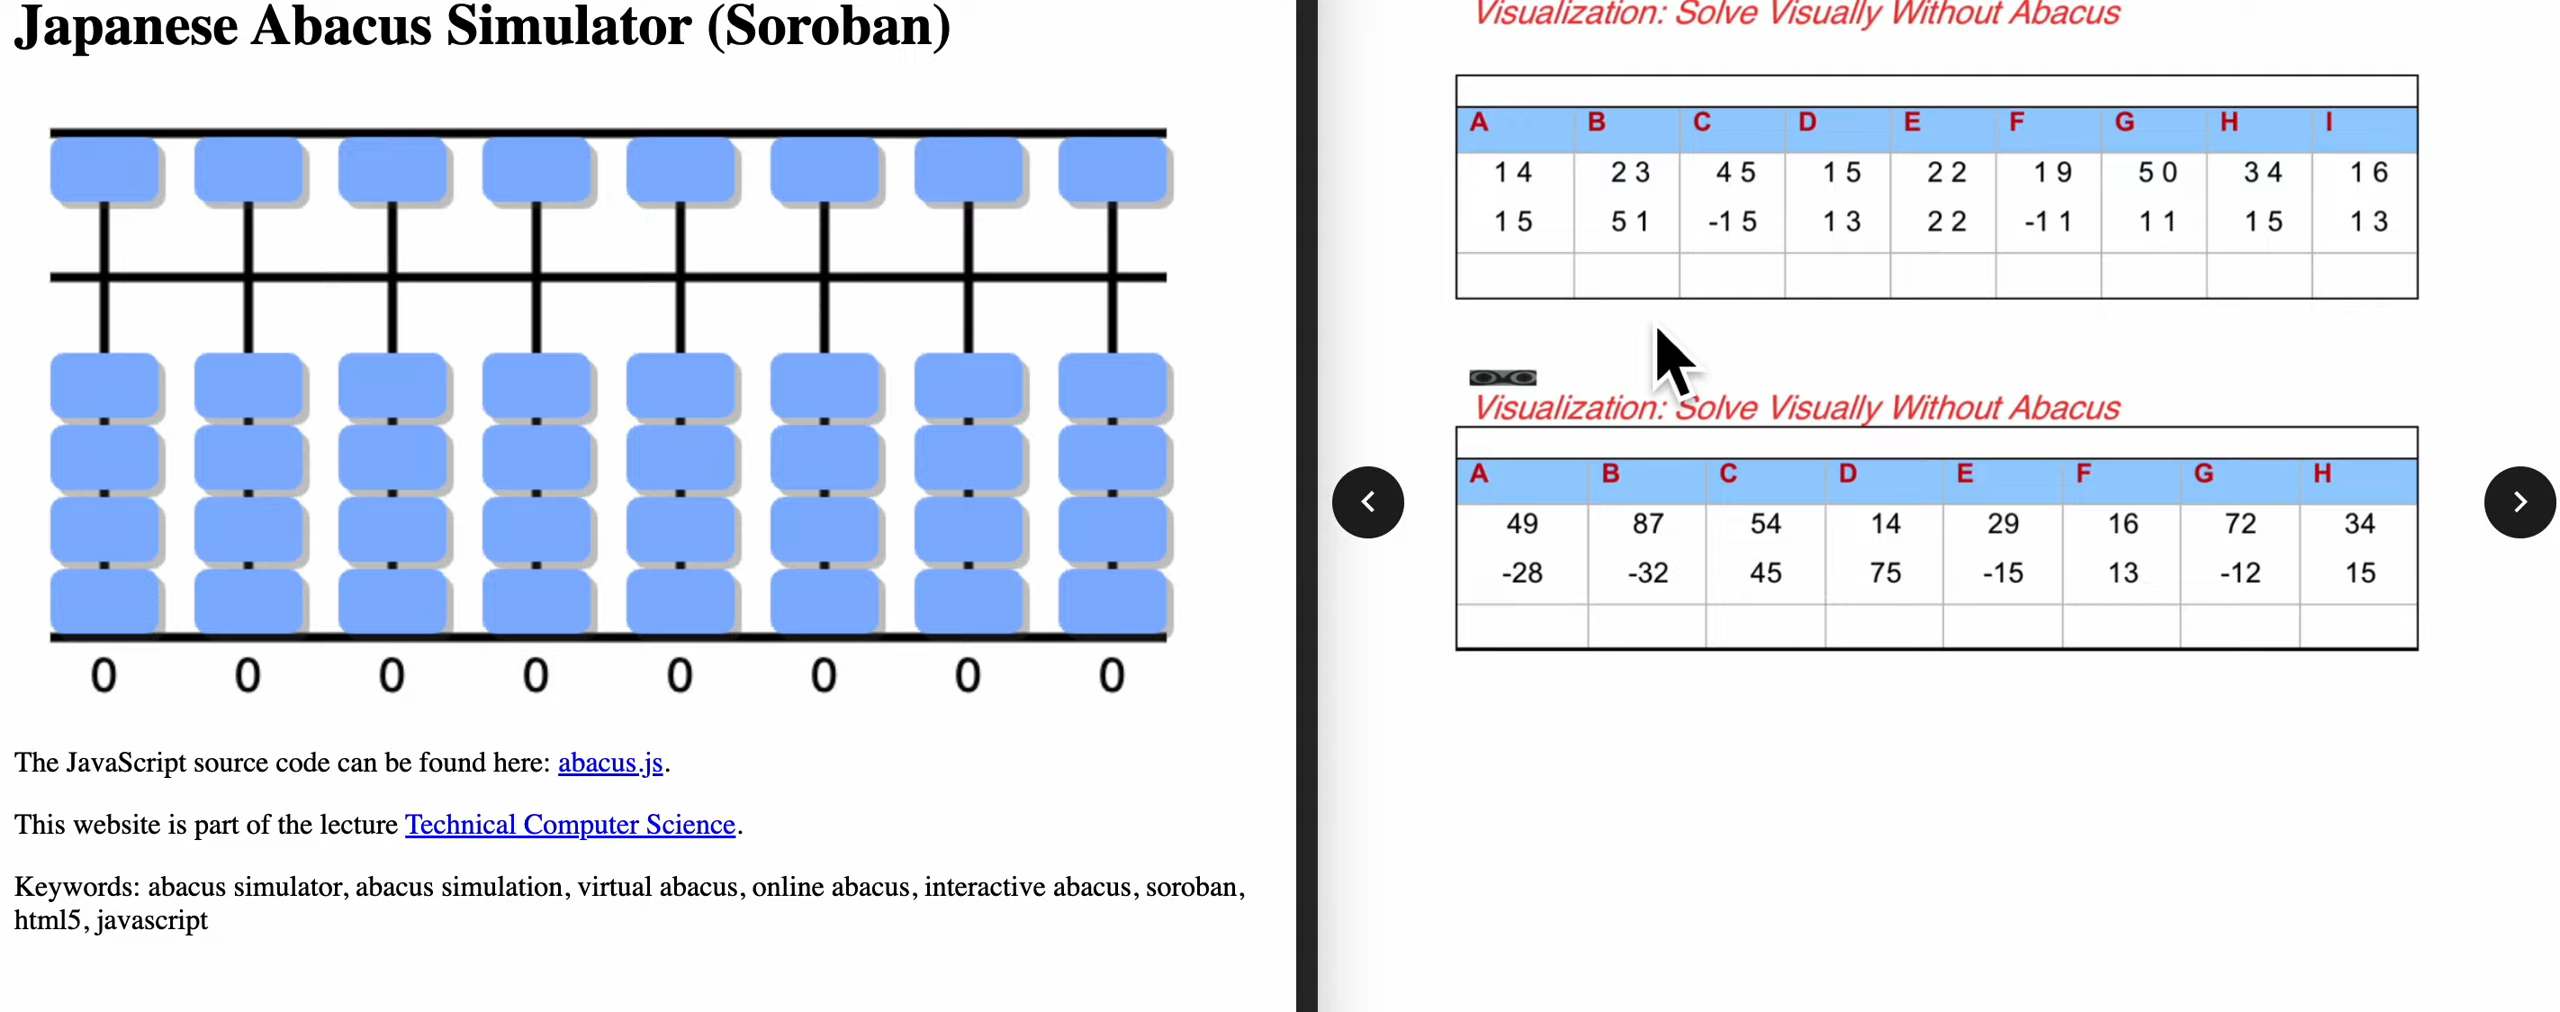 Japanese Abacus Simulator (Soroban)
0 0 0 0 0 0 0 0
The JavaScript source code can be found here: abacus.js.
This website is part of the lecture Technical Computer Science.
Keywords: abacus simulator, abacus simulation, virtual abacus, online abacus, interactive abacus, soroban,
html5, javascript
Visualization: Solve Visually Without Abacus
A B C D E F G H I
14 23 45 15 22 19 50 34 16
15 51 -15 13 22 -11 11 15 13
Visualization: Solve Visually Without Abacus
A B C D E F G H
49 87 54 14 29 16 72 34
-28 -32 45 75 -15 13 -12 15